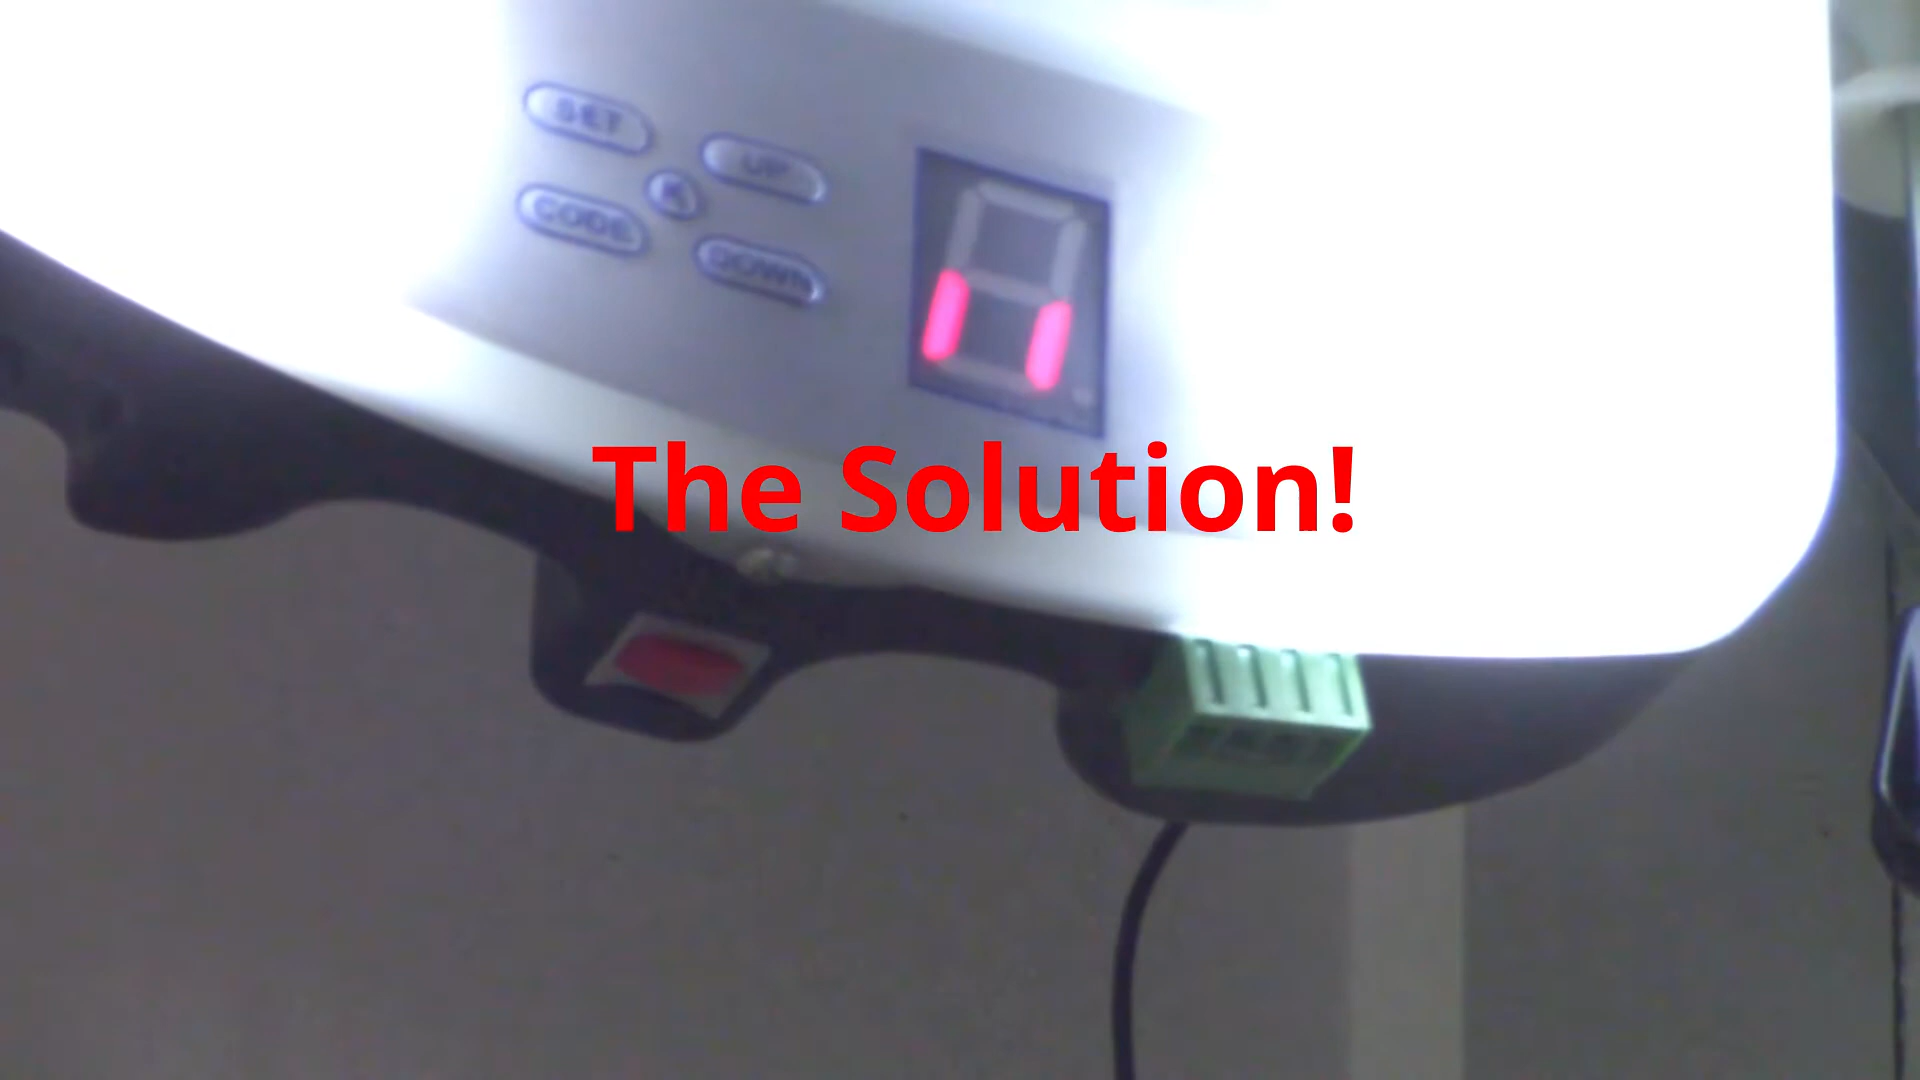 SET
UP
K
CODE
DOWN
The Solution!